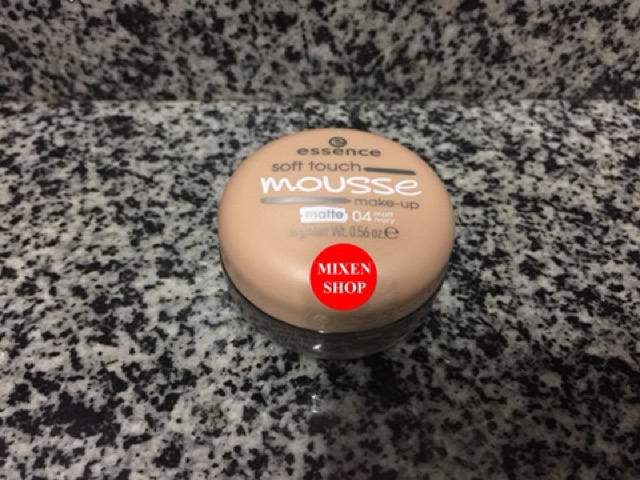 essence
soft touch
mousse
make-up
matte 04 matt
ivory
Net Wt. 0.56 oz.e
MIXEN
SHOP